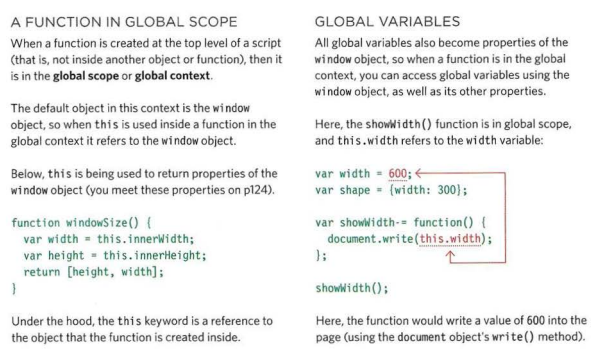 A FUNCTION IN GLOBAL SCOPE
When a function is created at the top level of a script
(that is, not inside another object or function), then it
is in the global scope or global context.
The default object in this context is the window
object, so when this is used inside a function in the
global context it refers to the window object.
Below, this is being used to return properties of the
window object (you meet these properties on p124).
function windowSize() {
  var width = this.innerWidth;
  var height = this.innerHeight;
  return [height, width];
}
Under the hood, the this keyword is a reference to
the object that the function is created inside.
GLOBAL VARIABLES
All global variables also become properties of the
window object, so when a function is in the global
context, you can access global variables using the
window object, as well as its other properties.
Here, the showWidth() function is in global scope,
and this.width refers to the width variable:
var width = 600;
var shape = {width: 300};
var showWidth = function() {
  document.write(this.width);
};
showWidth();
Here, the function would write a value of 600 into the
page (using the document object's write() method).